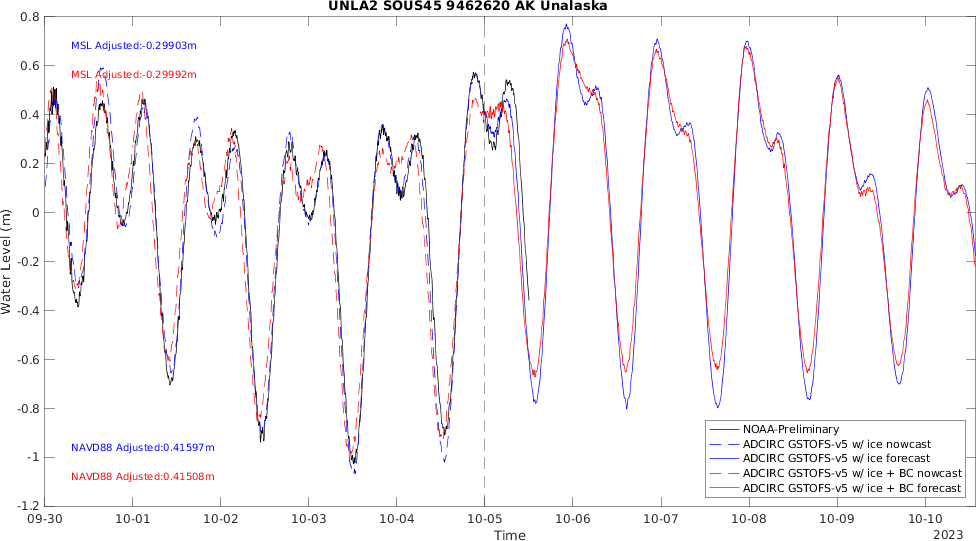 UNLA2 SOUS45 9462620 AK Unalaska
0.8
0.6
0.4
0.2
0
-0.2
-0.4
-0.6
-0.8
-1
-1.2
Water Level (m)
MSL Adjusted:-0.29903m
MSL Adjusted:-0.29992m
NAVD88 Adjusted:0.41597m
NAVD88 Adjusted:0.41508m
NOAA-Preliminary
ADCIRC GSTOFS-v5 w/ ice nowcast
ADCIRC GSTOFS-v5 w/ ice forecast
ADCIRC GSTOFS-v5 w/ ice + BC nowcast
ADCIRC GSTOFS-v5 w/ ice + BC forecast
09-30 10-01 10-02 10-03 10-04 10-05 10-06 10-07 10-08 10-09 10-10
Time
2023